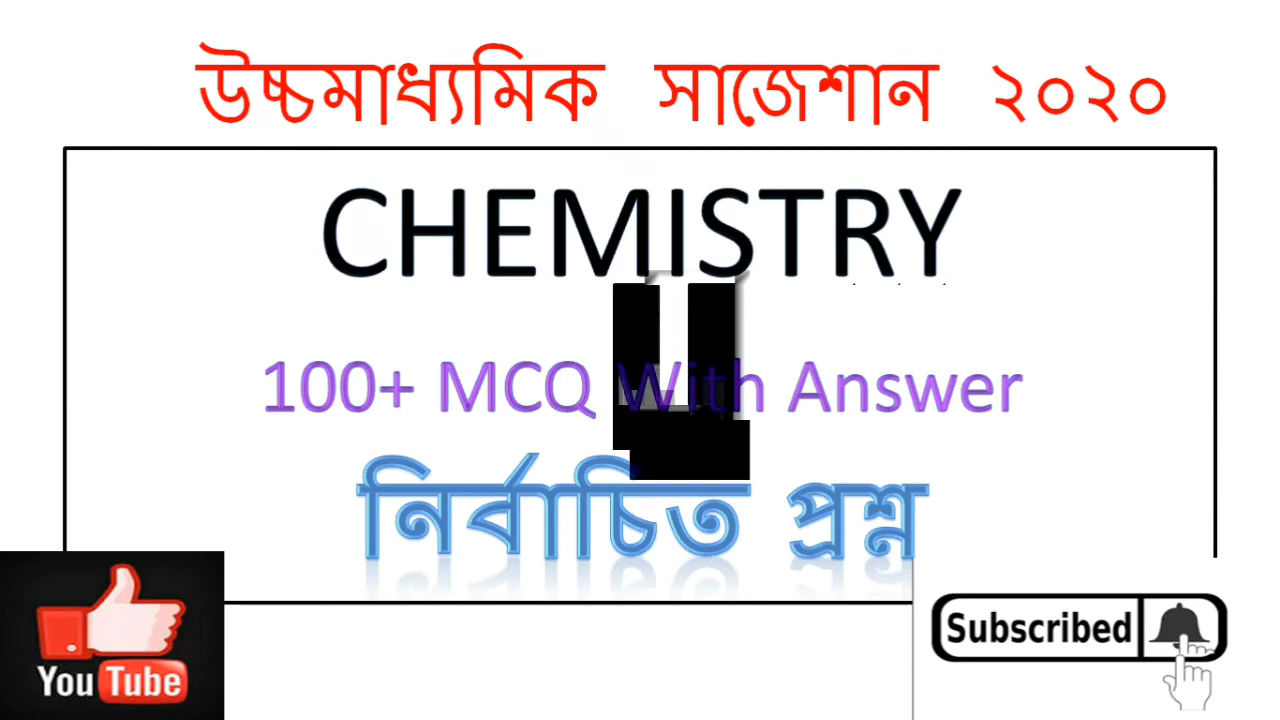 উচ্চমাধ্যমিক সাজেশান ২০২০
CHEMISTRY
100+ MCQ With Answer
নির্বাচিত প্রশ্ন
You Tube
Subscribed